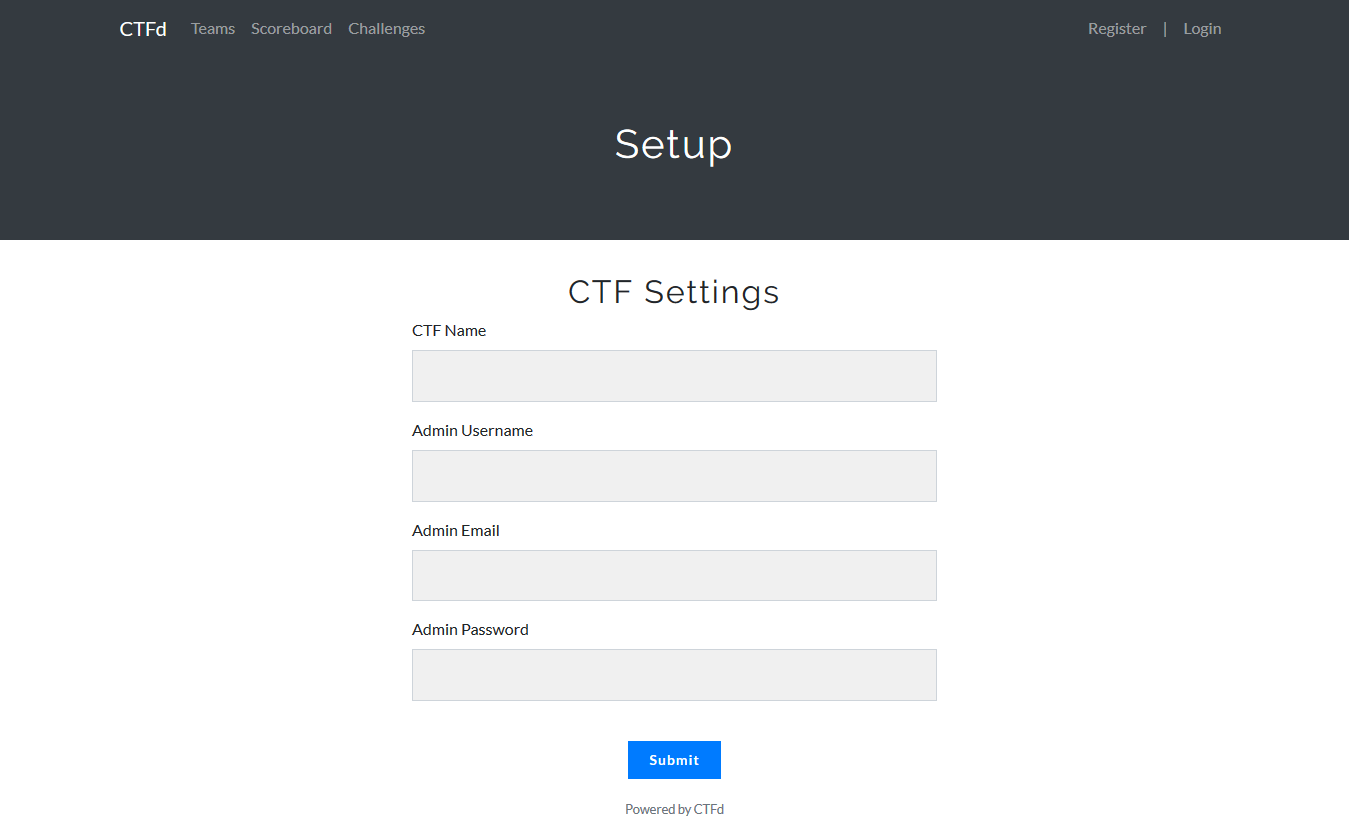 CTFd Teams Scoreboard Challenges Register | Login
Setup
CTF Settings
CTF Name
Admin Username
Admin Email
Admin Password
Submit
Powered by CTFd